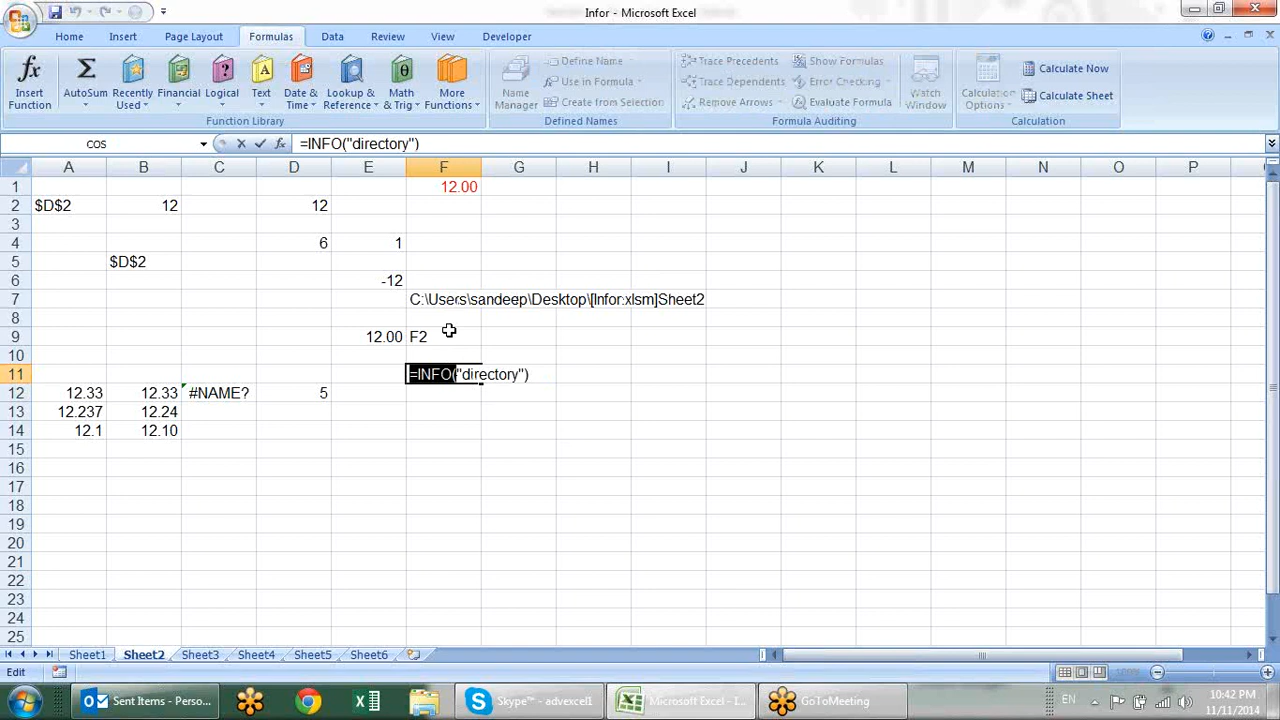 Infor - Microsoft Excel
Home Insert Page Layout Formulas Data Review View Developer
Insert Function
AutoSum
Recently Used
Financial
Logical
Text
Date & Time
Lookup & Reference
Math & Trig
More Functions
Function Library
Name Manager
Define Name
Use in Formula
Create from Selection
Defined Names
Trace Precedents
Trace Dependents
Remove Arrows
Show Formulas
Error Checking
Evaluate Formula
Formula Auditing
Watch Window
Calculation Options
Calculate Now
Calculate Sheet
Calculation
COS =INFO("directory")
A B C D E F G H I J K L M N O P
1 12.00
2 $D$2 12 12
3
4 6 1
5 $D$2
6 -12
7 C:\Users\sandeep\Desktop\[Infor.xlsm]Sheet2
8
9 12.00 F2
10
11 =INFO("directory")
12 12.33 12.33 #NAME? 5
13 12.237 12.24
14 12.1 12.10
15
16
17
18
19
20
21
22
23
24
25
Sheet1 Sheet2 Sheet3 Sheet4 Sheet5 Sheet6
Edit
Sent Items - Perso...
Skype™ - advexcel1
Microsoft Excel - I...
GoToMeeting
EN
10:42 PM
11/11/2014